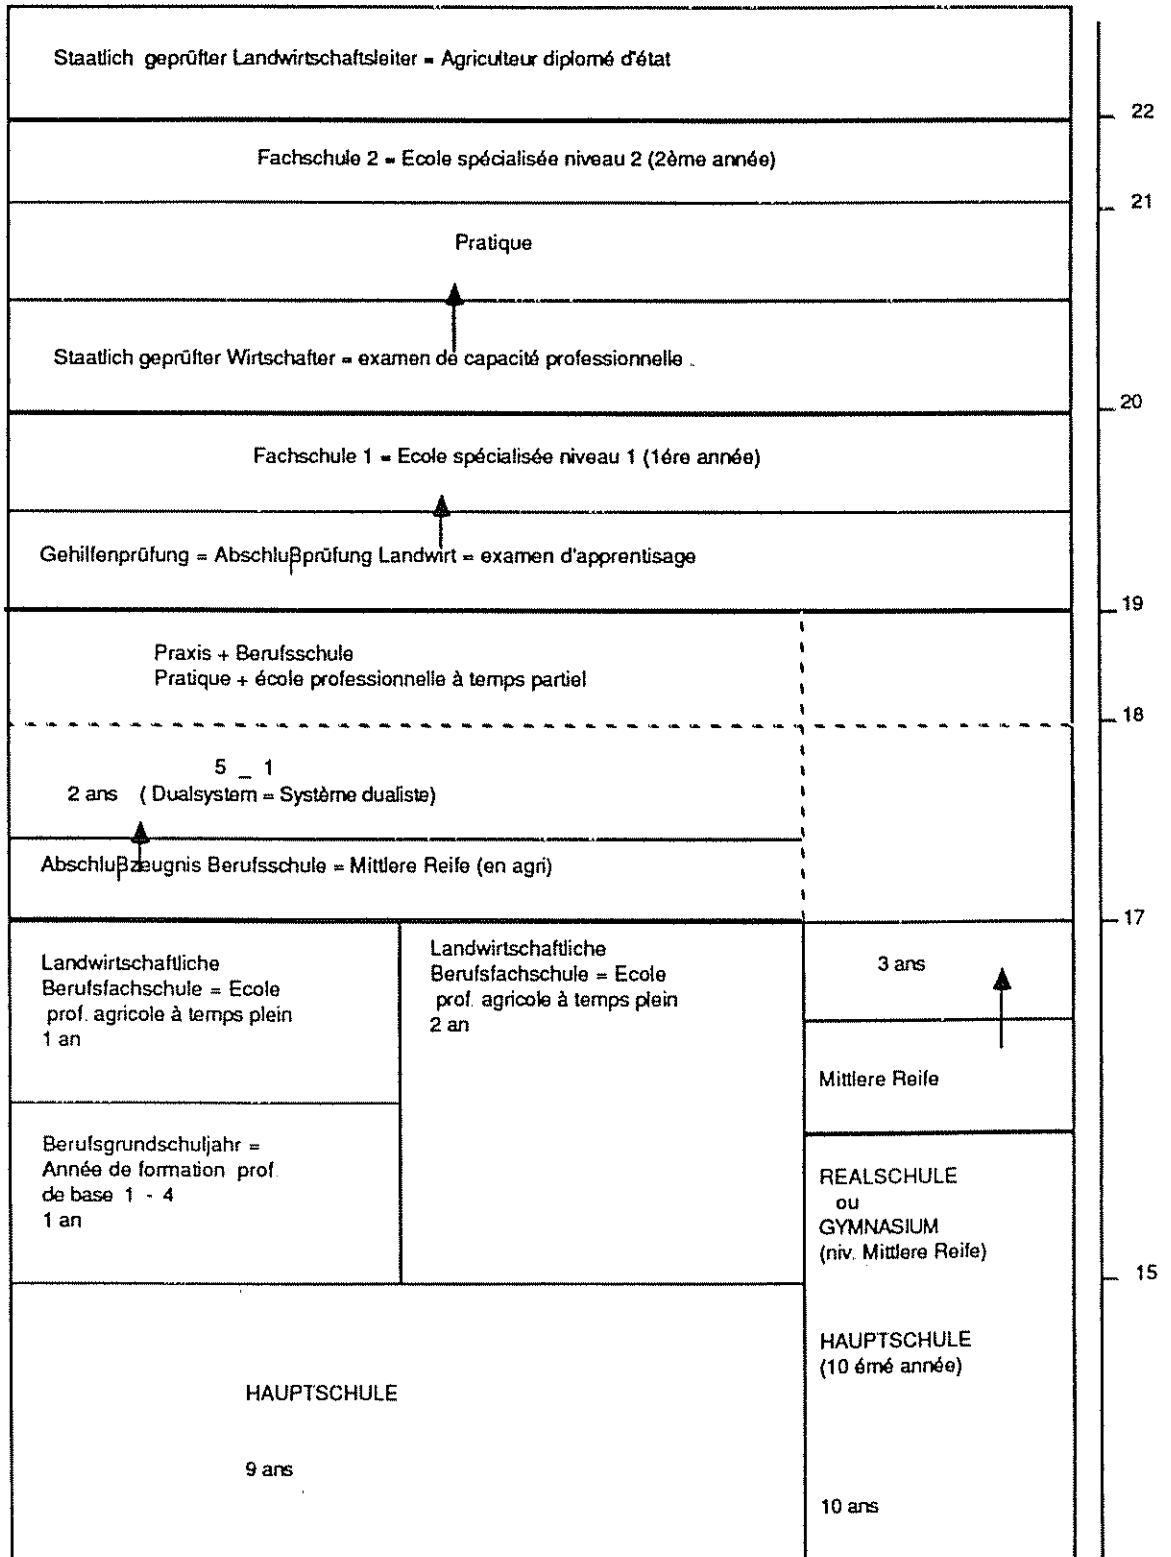 Staatlich geprüfter Landwirtschaftsleiter = Agriculteur diplomé d'état
22
Fachschule 2 = Ecole spécialisée niveau 2 (2ème année)
21
Pratique
Staatlich geprüfter Wirtschafter = examen de capacité professionnelle
20
Fachschule 1 = Ecole spécialisée niveau 1 (1ére année)
Gehilfenprüfung = Abschlußprüfung Landwirt = examen d'apprentisage
19
Praxis + Berufsschule
Pratique + école professionnelle à temps partiel
18
5 _ 1
2 ans ( Dualsystem = Système dualiste)
Abschlußzeugnis Berufsschule = Mittlere Reife (en agri)
17
Landwirtschaftliche
Berufsfachschule = Ecole
prof. agricole à temps plein
1 an
Landwirtschaftliche
Berufsfachschule = Ecole
prof. agricole à temps plein
2 an
3 ans
Mittlere Reife
Berufsgrundschuljahr =
Année de formation prof.
de base 1 - 4
1 an
REALSCHULE
ou
GYMNASIUM
(niv. Mittlere Reife)
15
HAUPTSCHULE
(10 émé année)
HAUPTSCHULE
9 ans
10 ans